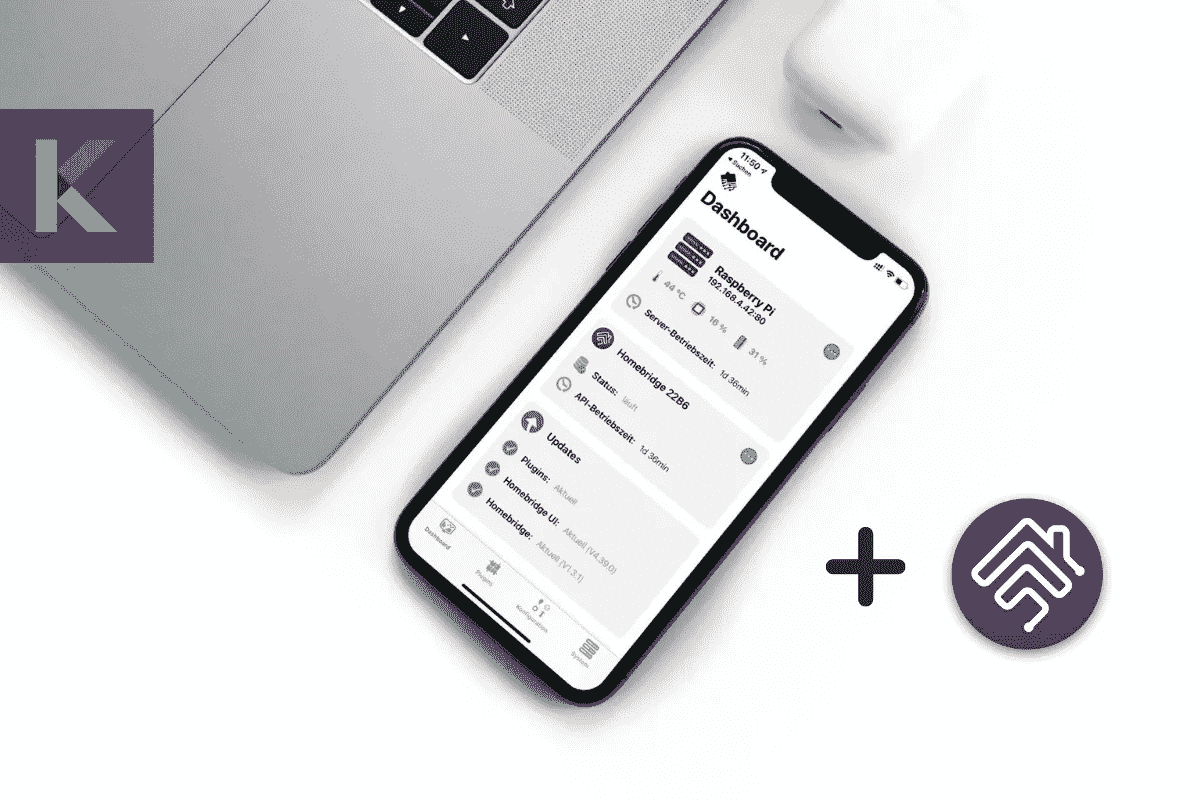 K
11:50
Suchen
Dashboard
Raspberry Pi
192.168.4.42:80
44 °C 16 % 31 %
Server-Betriebszeit: 1d 36min
Homebridge 22B6
Status: läuft
API-Betriebszeit: 1d 36min
Updates
Plugins: Aktuell
Homebridge UI: Aktuell (V4.39.0)
Homebridge: Aktuell (V1.3.1)
Dashboard
Plugins
Konfiguration
System
+